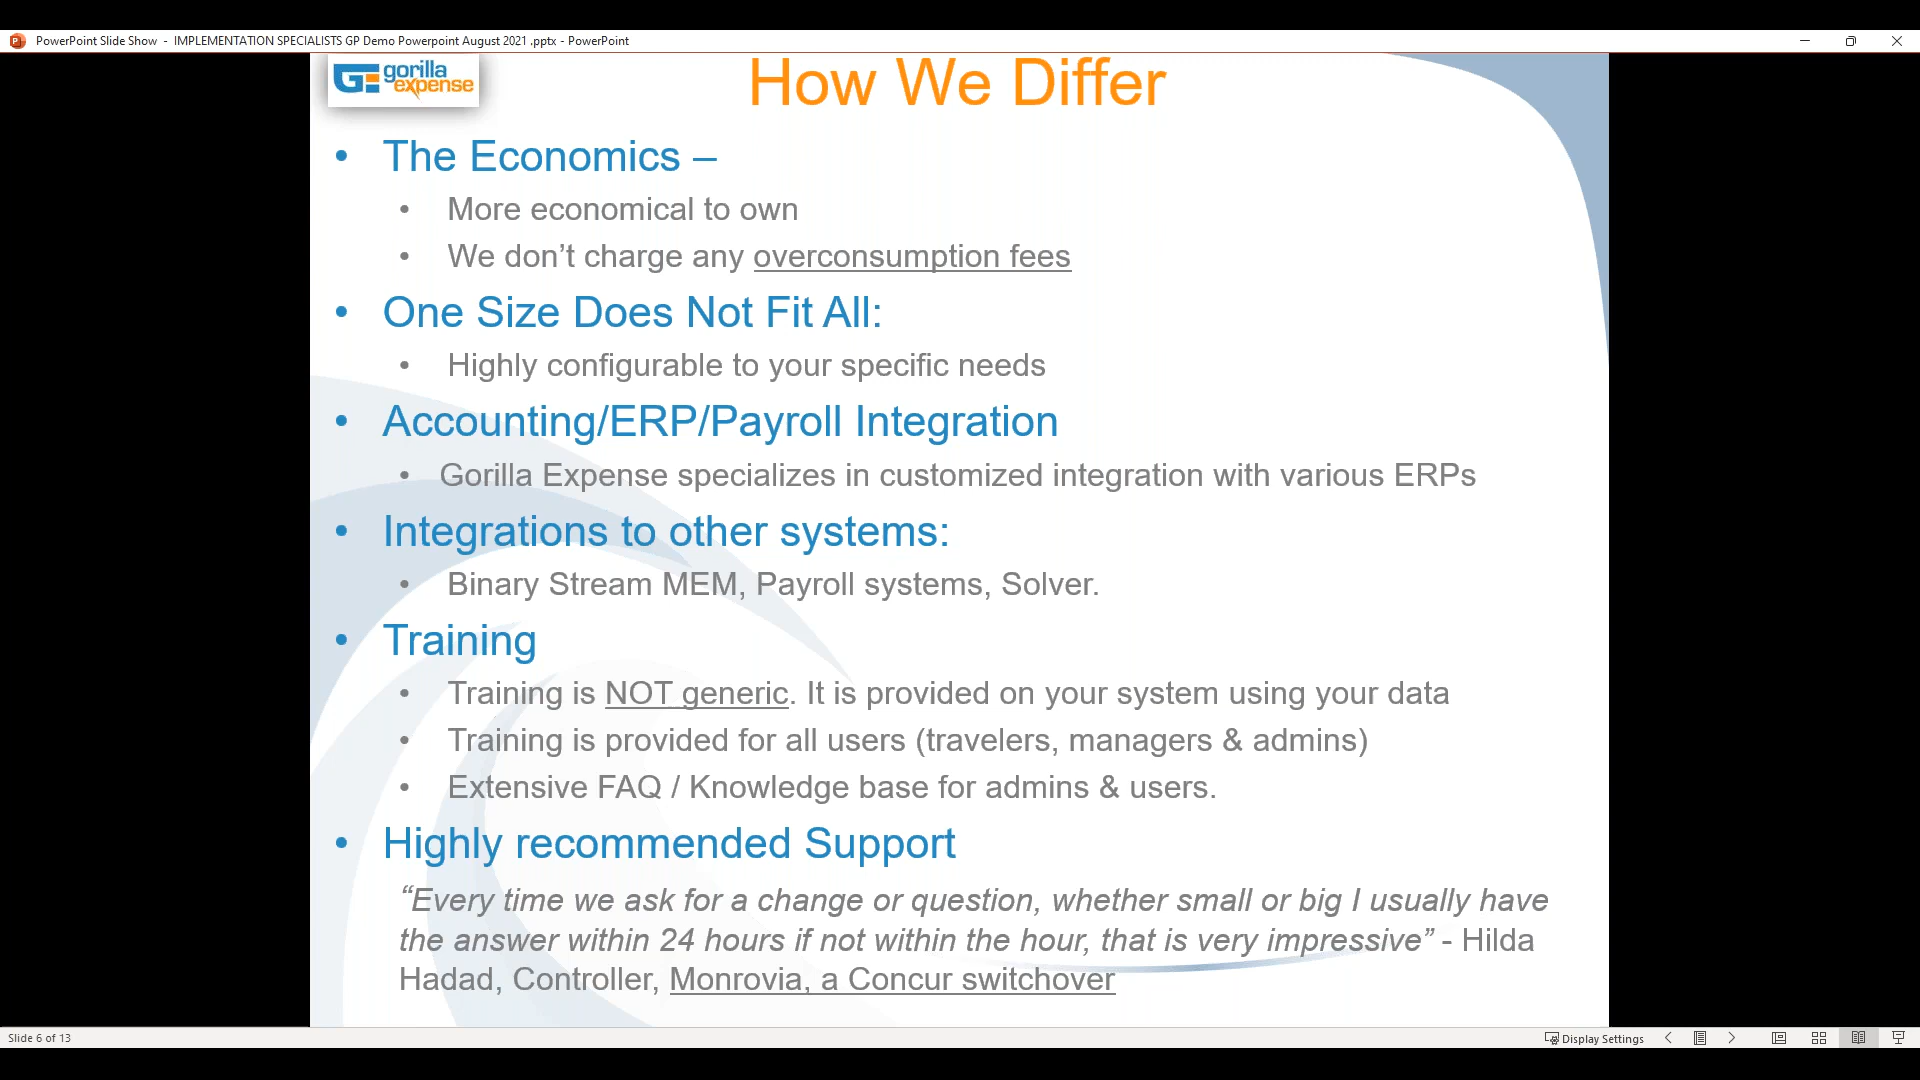 PowerPoint Slide Show - IMPLEMENTATION SPECIALISTS GP Demo Powerpoint August 2021 .pptx - PowerPoint
GE gorilla
expense
How We Differ
• The Economics –
• More economical to own
• We don’t charge any overconsumption fees
• One Size Does Not Fit All:
• Highly configurable to your specific needs
• Accounting/ERP/Payroll Integration
• Gorilla Expense specializes in customized integration with various ERPs
• Integrations to other systems:
• Binary Stream MEM, Payroll systems, Solver.
• Training
• Training is NOT generic. It is provided on your system using your data
• Training is provided for all users (travelers, managers & admins)
• Extensive FAQ / Knowledge base for admins & users.
• Highly recommended Support
“Every time we ask for a change or question, whether small or big I usually have
the answer within 24 hours if not within the hour, that is very impressive” - Hilda
Hadad, Controller, Monrovia, a Concur switchover
Slide 6 of 13
Display Settings